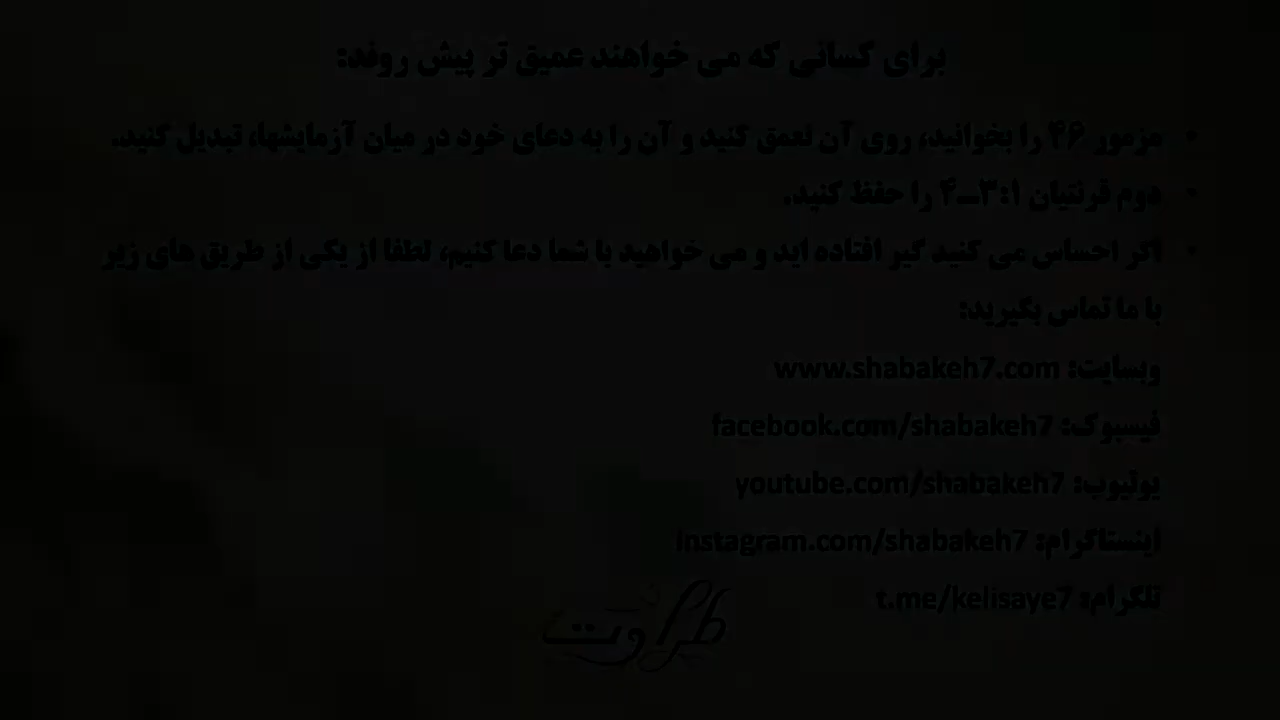 برای کسانی که می خواهند عمیق تر پیش روند:
• مزمور ۴۶ را بخوانید، روی آن تعمق کنید و آن را به دعای خود در میان آزمایشها، تبدیل کنید.
• دوم قرنتیان ۳:۱ـ۴ را حفظ کنید.
• اگر احساس می کنید گیر افتاده اید و می خواهید با شما دعا کنیم، لطفا از یکی از طریق های زیر
با ما تماس بگیرید:
وبسایت: www.shabakeh7.com
فیسبوک: facebook.com/shabakeh7
یوتیوب: youtube.com/shabakeh7
اینستاگرام: instagram.com/shabakeh7
تلگرام: t.me/kelisaye7
طراوت